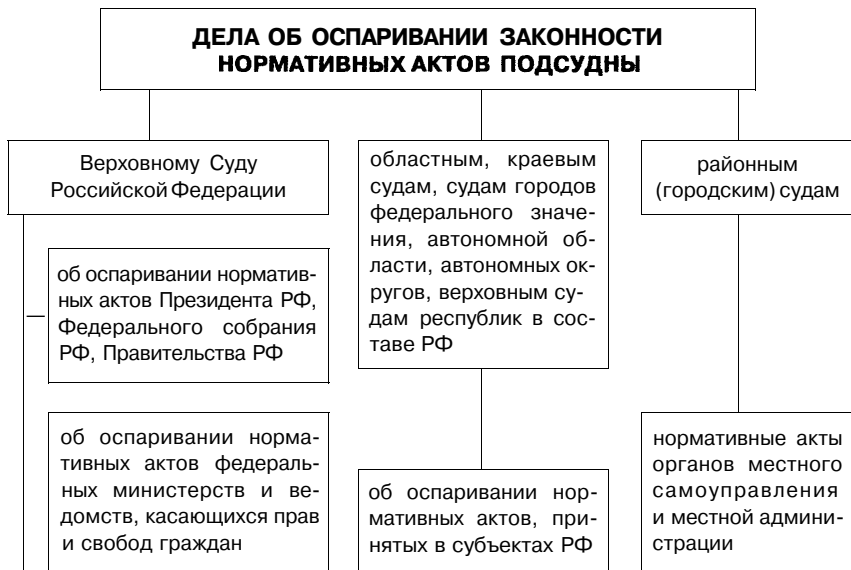 ДЕЛА ОБ ОСПАРИВАНИИ ЗАКОННОСТИ
НОРМАТИВНЫХ АКТОВ ПОДСУДНЫ
Верховному Суду
Российской Федерации
об оспаривании норматив-
ных актов Президента РФ,
Федерального собрания
РФ, Правительства РФ
об оспаривании норма-
тивных актов федераль-
ных министерств и ве-
домств, касающихся прав
и свобод граждан
областным, краевым
судам, судам городов
федерального значе-
ния, автономной об-
ласти, автономных ок-
ругов, верховным су-
дам республик в сос-
таве РФ
об оспаривании нор-
мативных актов, при-
нятых в субъектах РФ
районным
(городским) судам
нормативные акты
органов местного
самоуправления
и местной админи-
страции